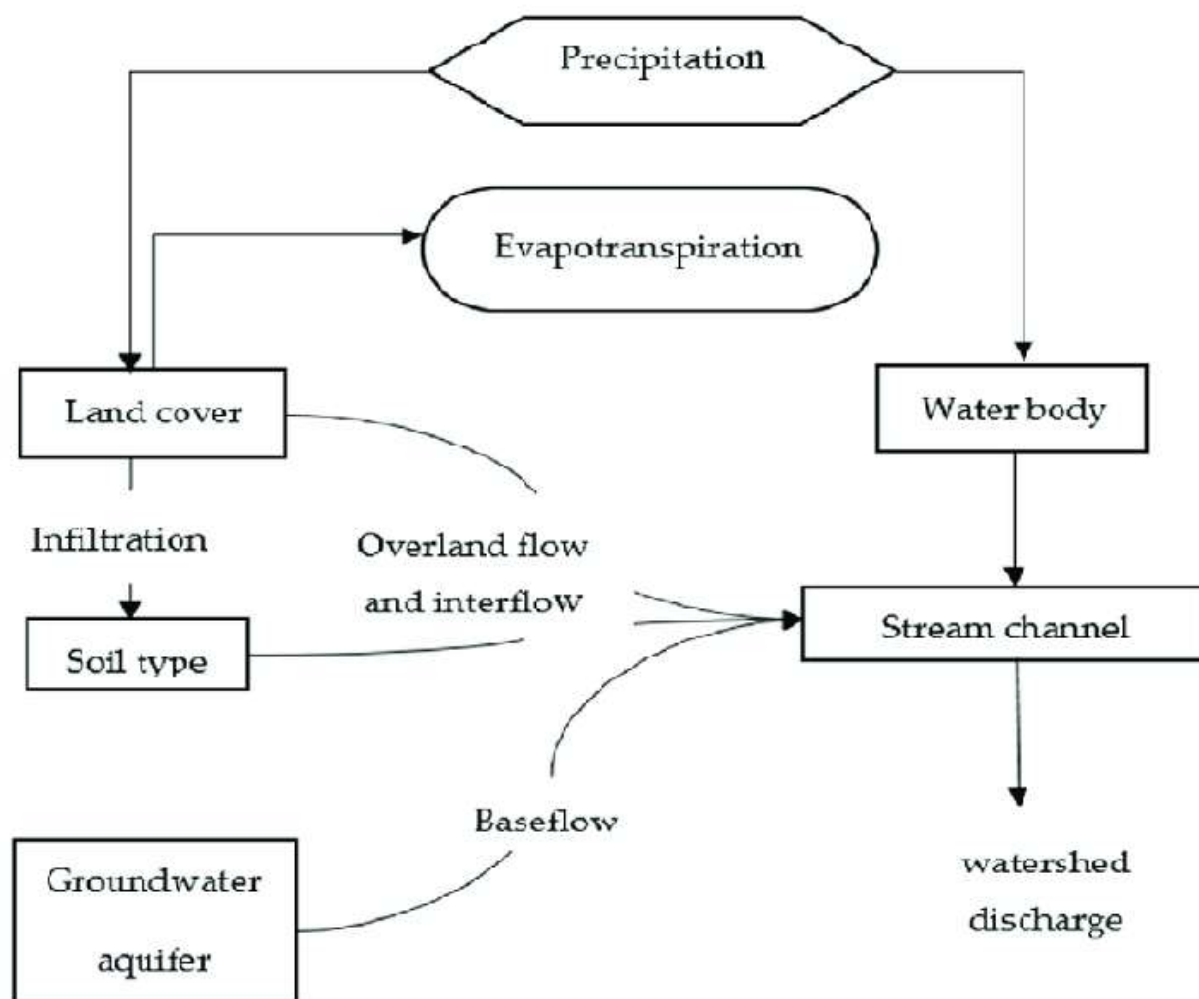 Precipitation
Evapotranspiration
Land cover
Water body
Infiltration
Overland flow
and interflow
Stream channel
Soil type
Baseflow
Groundwater
aquifer
watershed
discharge